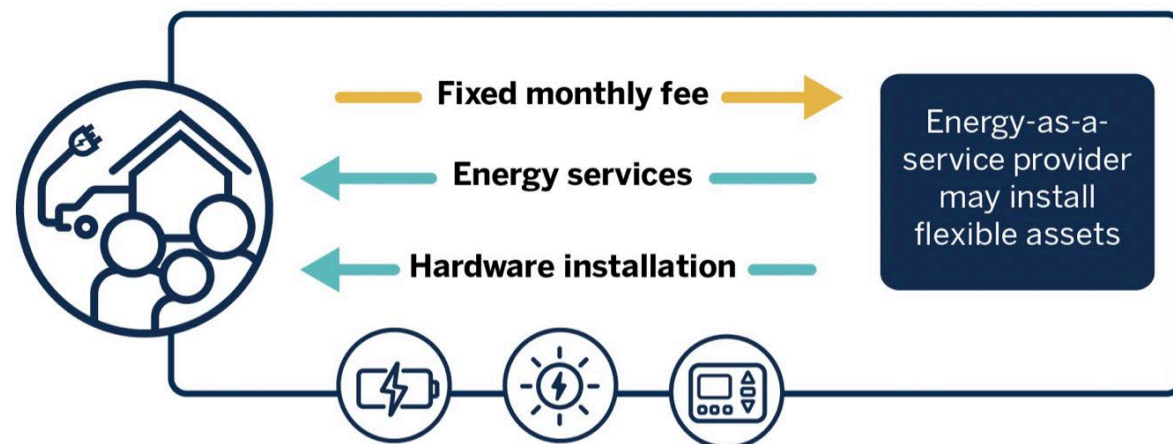 Fixed monthly fee
Energy services
Hardware installation
Energy-as-a-
service provider
may install
flexible assets